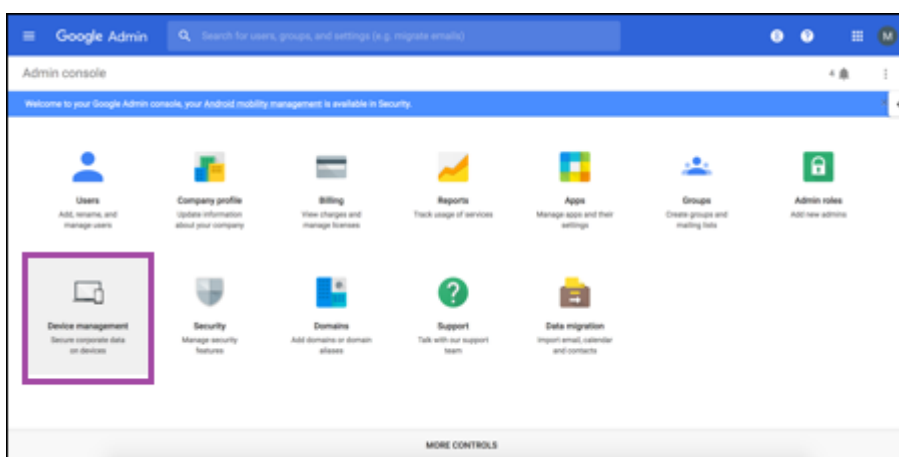 Google Admin
Search for users, groups, and settings (e.g. migrate emails)
M
Admin console
4
Welcome to your Google Admin console, your Android mobility management is available in Security.
Users
Add, rename, and
manage users
Company profile
Update information
about your company
Billing
View charges and
manage licenses
Reports
Track usage of services
Apps
Manage apps and their
settings
Groups
Create groups and
mailing lists
Admin roles
Add new admins
Device management
Secure corporate data
on devices
Security
Manage security
features
Domains
Add domains or domain
aliases
Support
Talk with our support
team
Data migration
Import email, calendar
and contacts
MORE CONTROLS